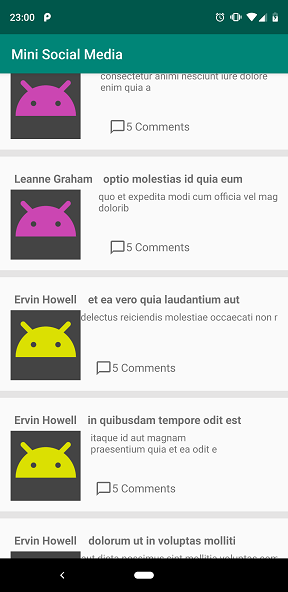 23:00
Mini Social Media
consectetur animi nesciunt iure dolore
enim quia a
5 Comments
Leanne Graham optio molestias id quia eum
quo et expedita modi cum officia vel mag
dolorib
5 Comments
Ervin Howell et ea vero quia laudantium aut
delectus reiciendis molestiae occaecati non r
5 Comments
Ervin Howell in quibusdam tempore odit est
itaque id aut magnam
praesentium quia et ea odit e
5 Comments
Ervin Howell dolorum ut in voluptas molliti